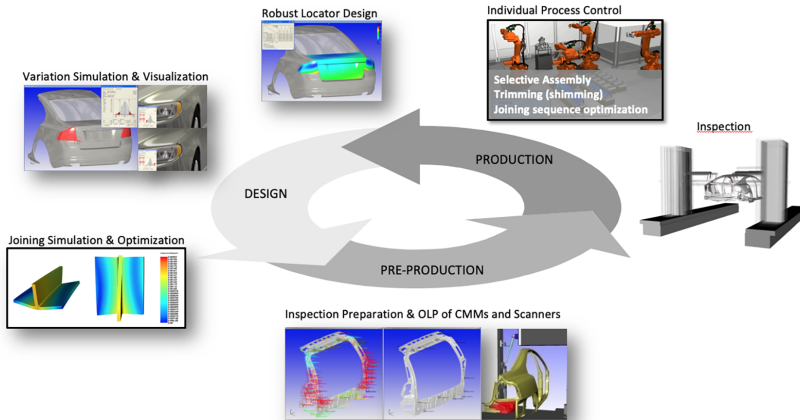 Robust Locator Design
Individual Process Control
Variation Simulation & Visualization
Selective Assembly
Trimming (shimming)
Joining sequence optimization
Inspection
PRODUCTION
DESIGN
Joining Simulation & Optimization
PRE-PRODUCTION
Inspection Preparation & OLP of CMMs and Scanners